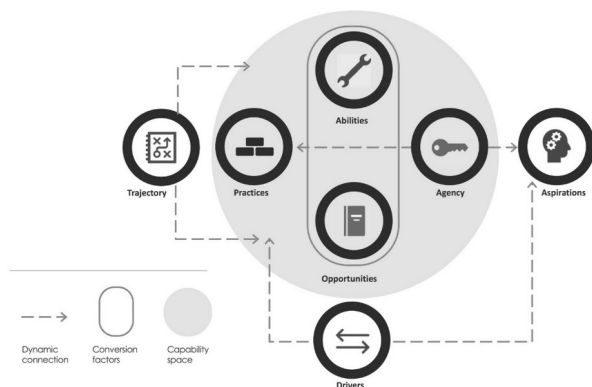 Abilities
Trajectory
Practices
Agency
Aspirations
Opportunities
Dynamic
connection
Conversion
factors
Capability
space
Drivers